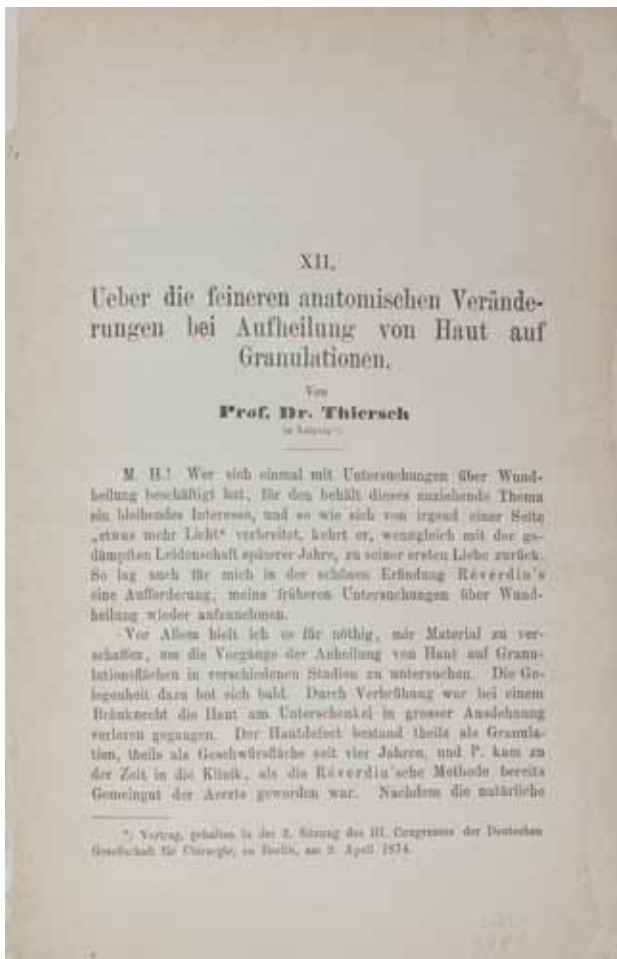 XII.
Ueber die feineren anatomischen Verände-
rungen bei Aufheilung von Haut auf
Granulationen.
Von
Prof. Dr. Thiersch
in Leipzig*).
M. H.! Wer sich einmal mit Untersuchungen über Wund-
heilung beschäftigt hat, für den behält dieses anziehende Thema
ein bleibendes Interesse, und so wie sich von irgend einer Seite
„etwas mehr Licht“ verbreitet, kehrt er, wenngleich mit der ge-
dämpften Leidenschaft späterer Jahre, zu seiner ersten Liebe zurück.
So lag auch für mich in der schönen Erfindung Réverdin's
eine Aufforderung, meine früheren Untersuchungen über Wund-
heilung wieder aufzunehmen.
Vor Allem hielt ich es für nöthig, mir Material zu ver-
schaffen, um die Vorgänge der Anheilung von Haut auf Granu-
lationsflächen in verschiedenen Stadien zu untersuchen. Die Ge-
legenheit dazu bot sich bald. Durch Verbrühung war bei einem
Bräuknecht die Haut am Unterschenkel in grosser Ausdehnung
verloren gegangen. Der Hautdefect bestand theils als Granula-
tion, theils als Geschwürsfläche seit vier Jahren, und P. kam zu
der Zeit in die Klinik, als die Réverdin'sche Methode bereits
Gemeingut der Aerzte geworden war. Nachdem die natürliche
*) Vortrag, gehalten in der 2. Sitzung des III. Congresses der Deutschen
Gesellschaft für Chirurgie, zu Berlin, am 9. April 1874.